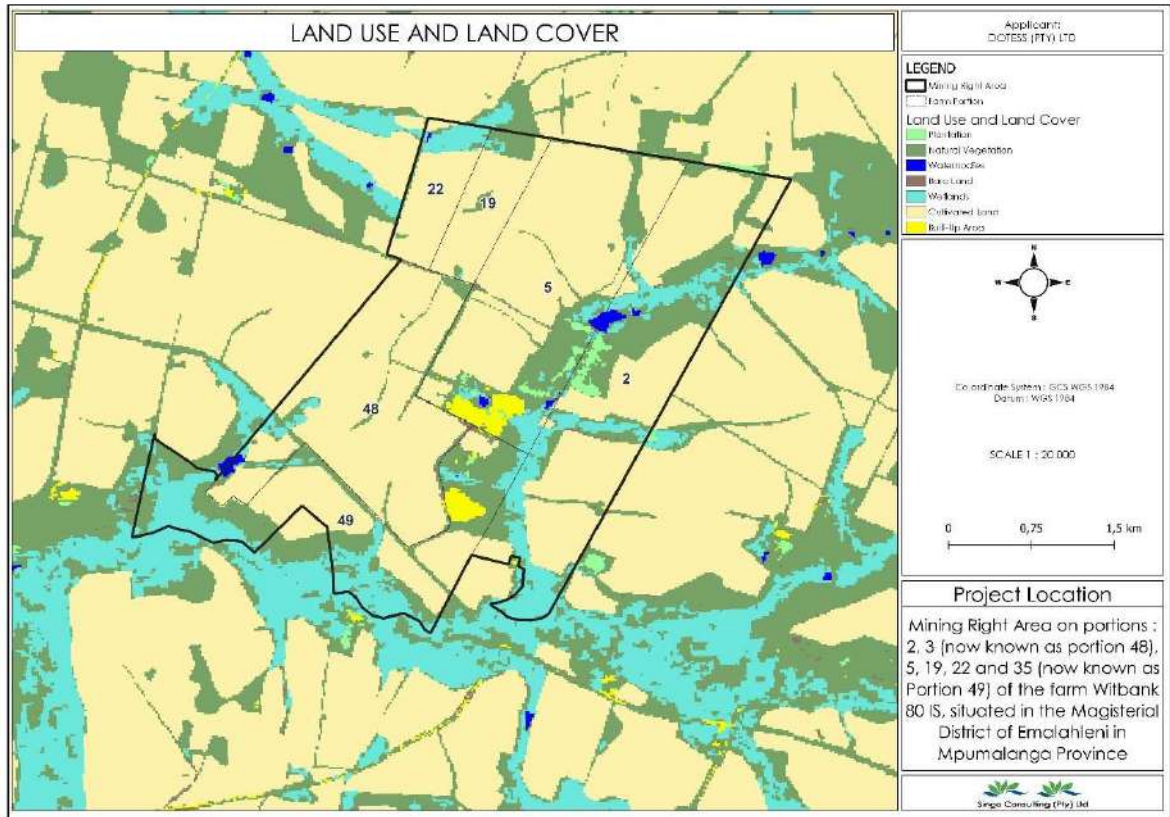 LAND USE AND LAND COVER
Applicant:
DOTESS (PTY) LTD
LEGEND
Mining Right Area
Farm Portion
Land Use and Land Cover
Plantation
Natural Vegetation
Waterbodies
Bare Land
Wetlands
Cultivated Land
Built-Up Area
22
19
5
2
48
49
N
W
E
S
Co-ordinate System : GCS WGS 1984
Datum : WGS 1984
SCALE 1 : 20 000
0 0,75 1,5 km
Project Location
Mining Right Area on portions :
2, 3 (now known as portion 48),
5, 19, 22 and 35 (now known as
Portion 49) of the farm Witbank
80 IS, situated in the Magisterial
District of Emalahleni in
Mpumalanga Province
Singo Consulting (Pty) Ltd